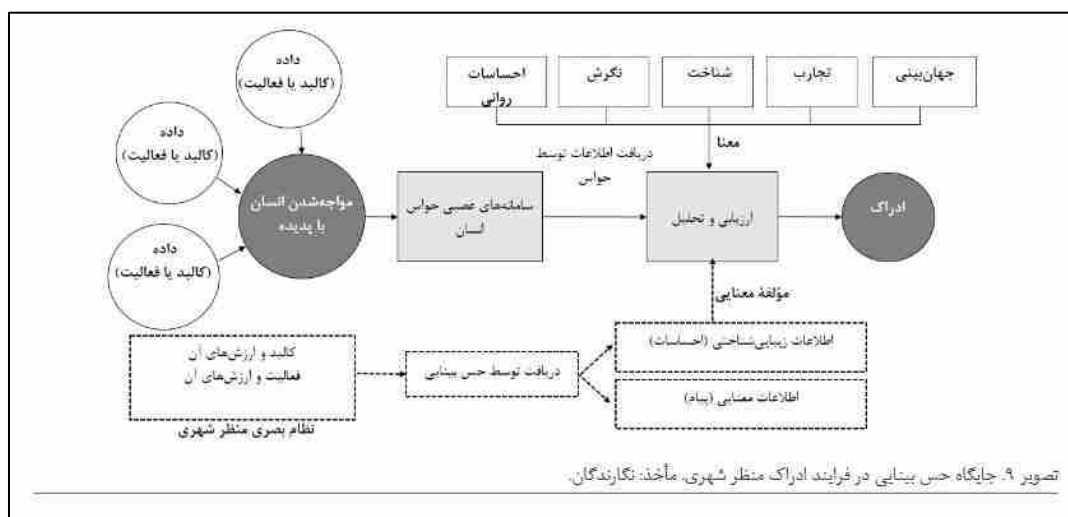 داده
(کالبد یا فعالیت)
داده
(کالبد یا فعالیت)
داده
(کالبد یا فعالیت)
مواجه‌شدن انسان
با پدیده
سامانه‌های عصبی حواس
انسان
دریافت اطلاعات توسط
حواس
احساسات
روانی
نگرش
شناخت
تجارب
جهان‌بینی
معنا
ارزیابی و تحلیل
ادراک
مؤلفهٔ معنایی
کالبد و ارزش‌های آن
فعالیت و ارزش‌های آن
نظام بصری منظر شهری
دریافت توسط حس بینایی
اطلاعات زیبایی‌شناختی (احساسات)
اطلاعات معنایی (پیام)
تصویر ۹. جایگاه حس بینایی در فرایند ادراک منظر شهری. مأخذ: نگارندگان.